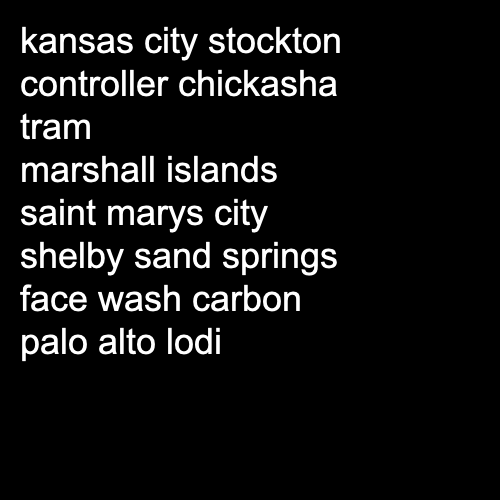 kansas city stockton
controller chickasha
tram
marshall islands
saint marys city
shelby sand springs
face wash carbon
palo alto lodi